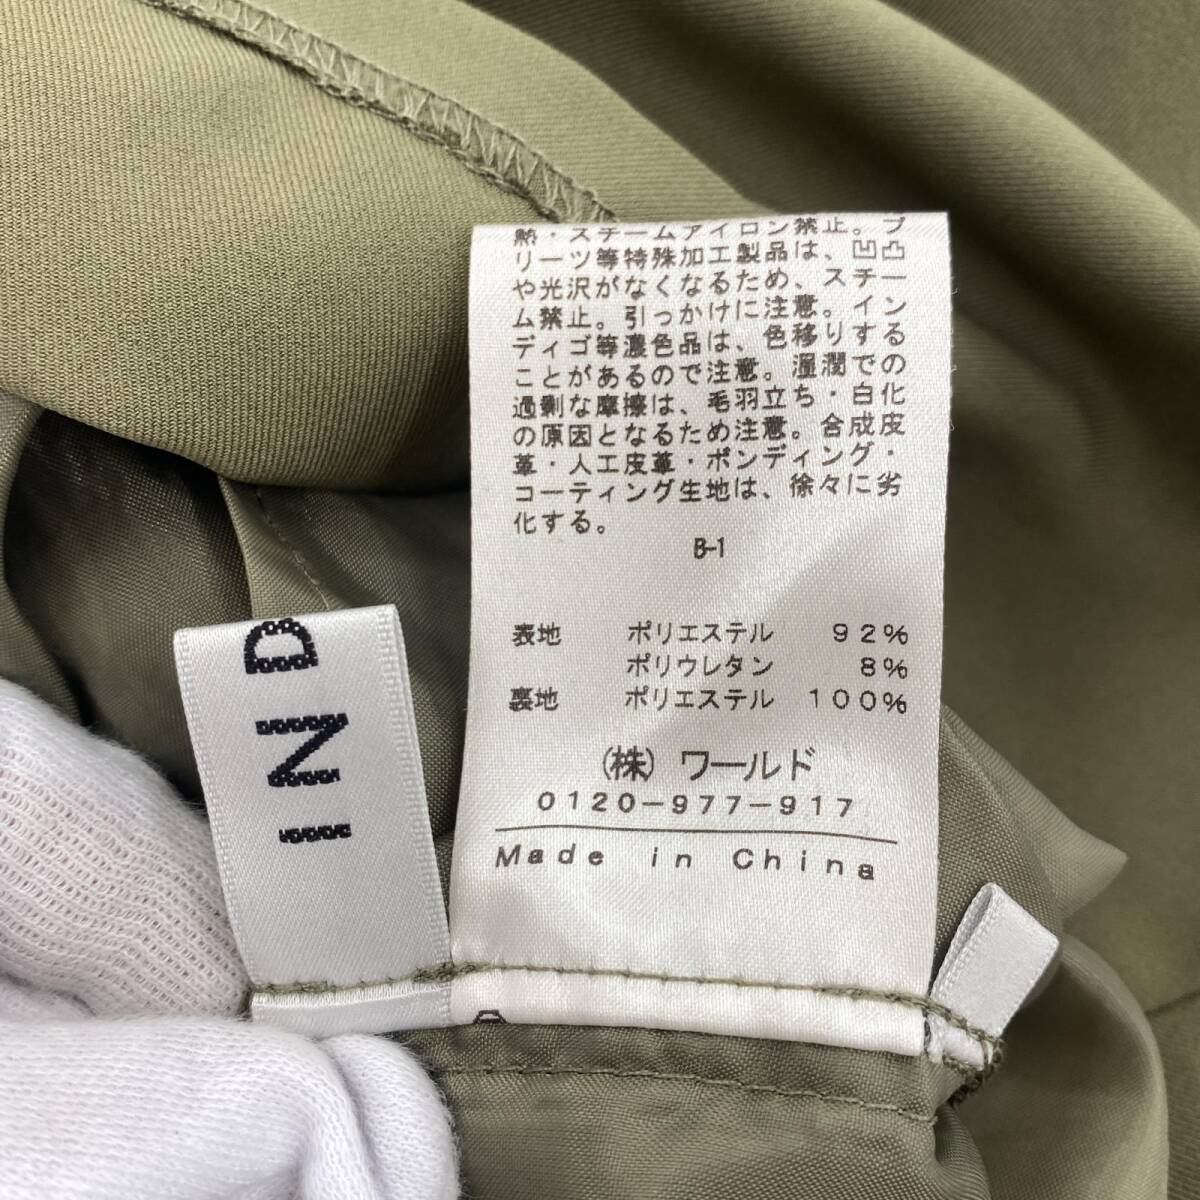 熱・スチームアイロン禁止。プ
リーツ等特殊加工製品は、凹凸
や光沢がなくなるため、スチー
ム禁止。引っかけに注意。イン
ディゴ等濃色品は、色移りする
ことがあるので注意。湿潤での
過剰な摩擦は、毛羽立ち・白化
の原因となるため注意。合成皮
革・人工皮革・ボンディング・
コーティング生地は、徐々に劣
化する。
B-1
表地 ポリエステル 92%
ポリウレタン 8%
裏地 ポリエステル 100%
(株) ワールド
0120-977-917
Made in China
IND